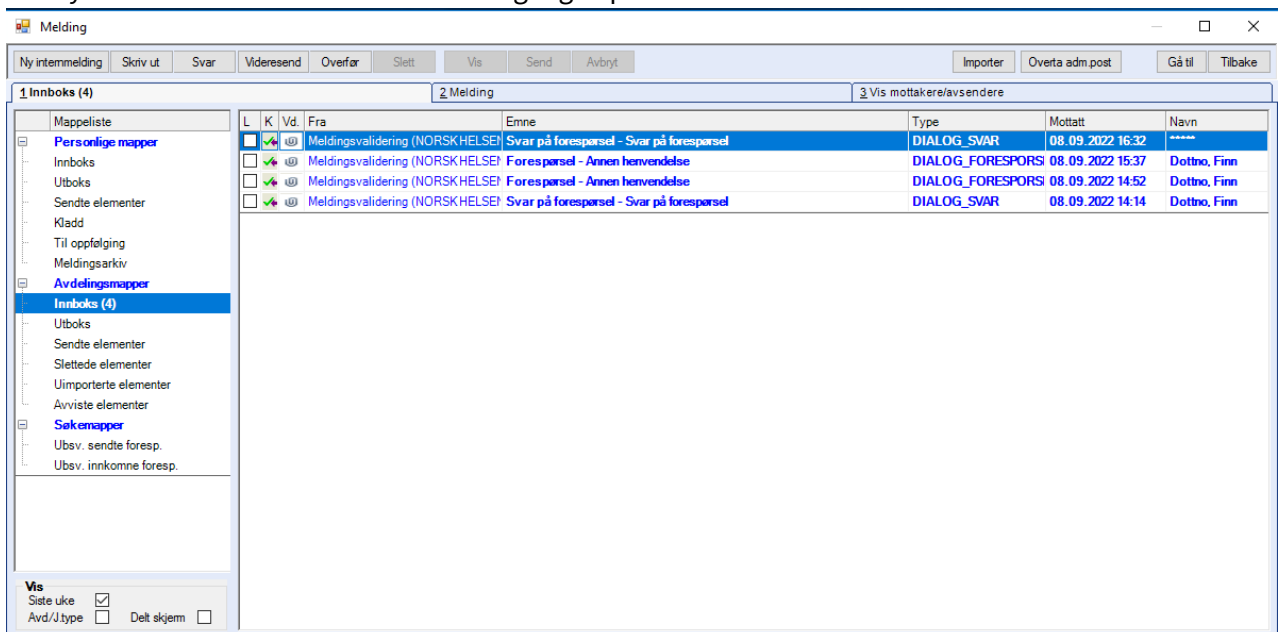 Melding
Ny internmelding Skriv ut Svar Videresend Overfør Slett Vis Send Avbryt Importer Overta adm.post Gå til Tilbake
1 Innboks (4) 2 Melding 3 Vis mottakere/avsendere
Mappeliste
Personlige mapper
Innboks
Utboks
Sendte elementer
Kladd
Til oppfølging
Meldingsarkiv
Avdelingsmapper
Innboks (4)
Utboks
Sendte elementer
Slettede elementer
Uimporterte elementer
Avviste elementer
Søkemapper
Ubsv. sendte foresp.
Ubsv. innkomne foresp.
L K Vd. Fra Emne Type Mottatt Navn
Meldingsvalidering (NORSK HELSEN Svar på forespørsel - Svar på forespørsel DIALOG_SVAR 08.09.2022 16:32 *****
Meldingsvalidering (NORSK HELSEN Forespørsel - Annen henvendelse DIALOG_FORESPORS 08.09.2022 15:37 Dottno, Finn
Meldingsvalidering (NORSK HELSEN Forespørsel - Annen henvendelse DIALOG_FORESPORS 08.09.2022 14:52 Dottno, Finn
Meldingsvalidering (NORSK HELSEN Svar på forespørsel - Svar på forespørsel DIALOG_SVAR 08.09.2022 14:14 Dottno, Finn
Vis
Siste uke
Avd/J.type Delt skjerm